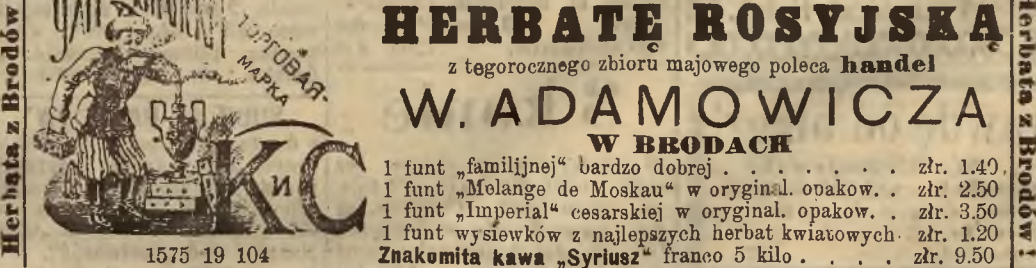 Herbata z Brodów
ТОРГОВАЯ
МАРКА
К и С
1575 19 104
HERBATĘ ROSYJSKĄ
z tegorocznego zbioru majowego poleca handel
W. ADAMOWICZA
W BRODACH
1 funt „familijnej“ bardzo dobrej . . . . . . . złr. 1.40.
1 funt „Melange de Moskau“ w oryginal. opakow. . złr. 2.50
1 funt „Imperial“ cesarskiej w oryginal. opakow. . złr. 3.50
1 funt wysiewków z najlepszych herbat kwiatowych złr. 1.20
Znakomita kawa „Syriusz“ franco 5 kilo . . . . złr. 9.50
Herbata z Brodów.